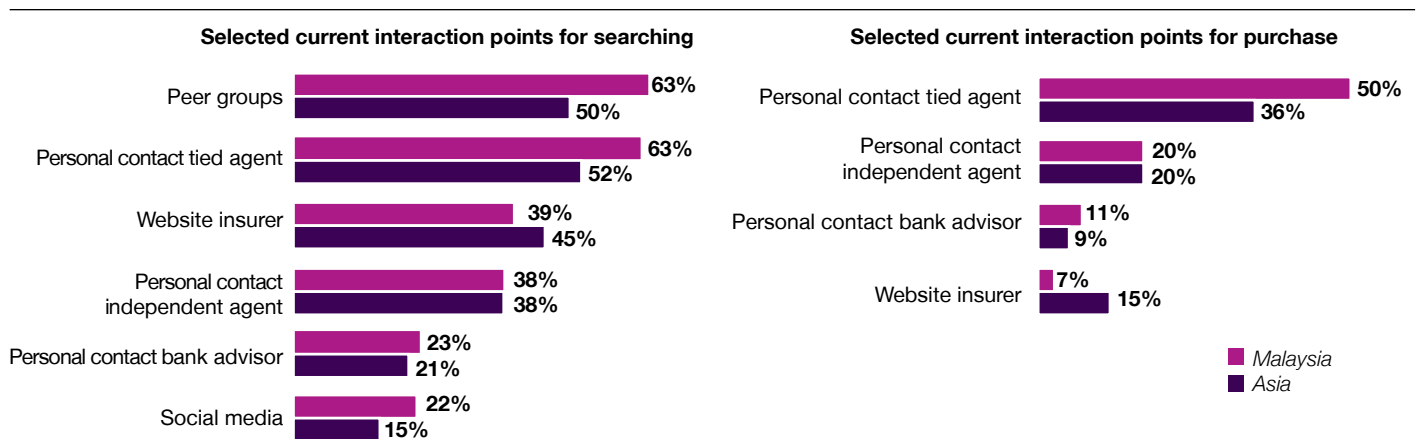 Selected current interaction points for searching
Peer groups
63%
50%
Personal contact tied agent
63%
52%
Website insurer
39%
45%
Personal contact
independent agent
38%
38%
Personal contact bank advisor
23%
21%
Social media
22%
15%
Selected current interaction points for purchase
Personal contact tied agent
50%
36%
Personal contact
independent agent
20%
20%
Personal contact bank advisor
11%
9%
Website insurer
7%
15%
Malaysia
Asia